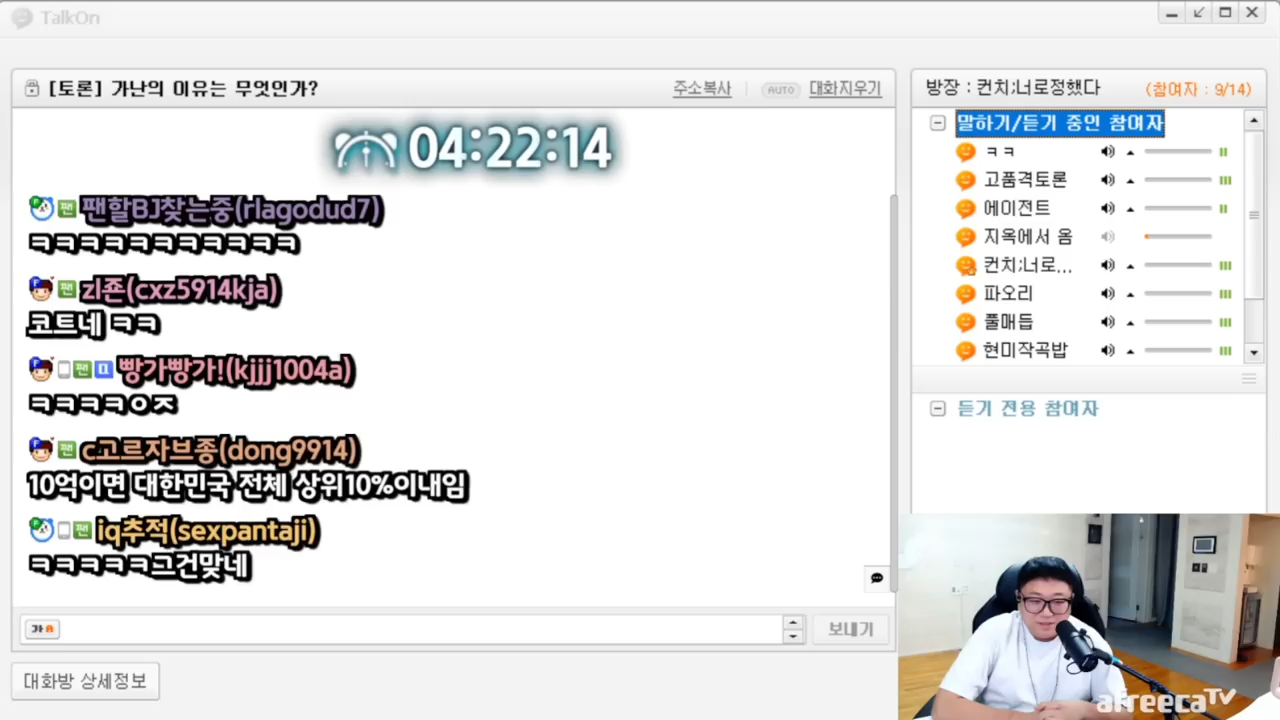 TalkOn
[토론] 가난의 이유는 무엇인가?
주소복사
AUTO
대화지우기
04:22:14
팬 팬할BJ찾는중(rlagodud7)
ㅋㅋㅋㅋㅋㅋㅋㅋㅋㅋㅋ
팬 zl죤(cxz5914kja)
코트네 ㅋㅋ
팬 빵가빵가!(kjjj1004a)
ㅋㅋㅋㅋㅇㅈ
팬 c고르자브종(dong9914)
10억이면 대한민국 전체 상위10%이내임
팬 iq추적(sexpantaji)
ㅋㅋㅋㅋㅋ그건맞네
가
보내기
대화방 상세정보
방장 : 컨치;너로정했다
(참여자 : 9/14)
말하기/듣기 중인 참여자
ㅋㅋ
고품격토론
에이전트
지옥에서 옴
컨치;너로...
파오리
풀매듭
현미작곡밥
듣기 전용 참여자
afreecaTV